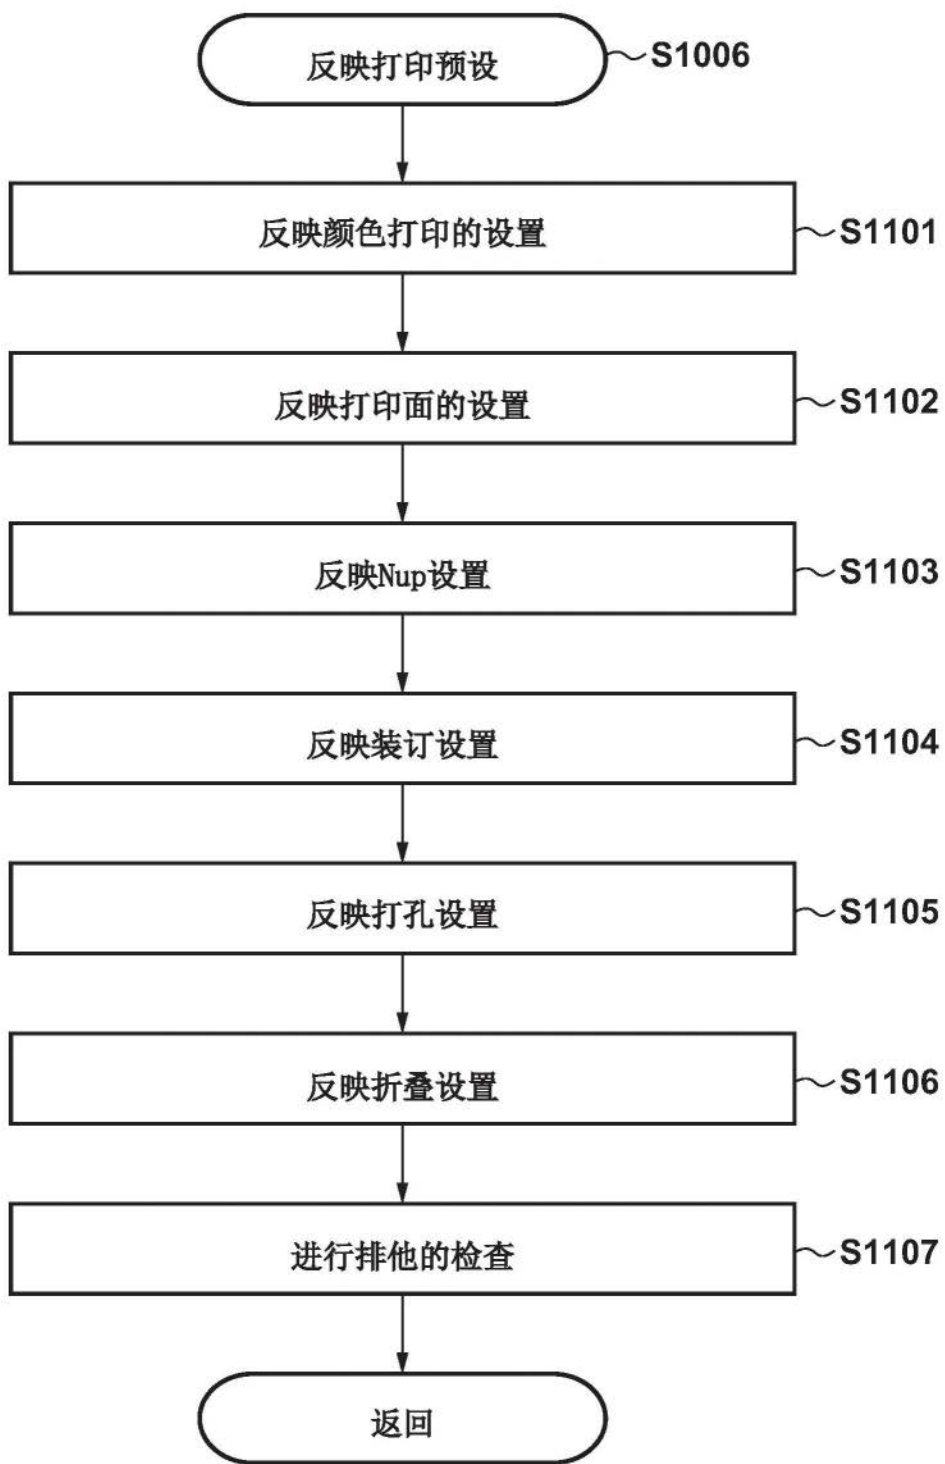 反映打印预设
S1006
反映颜色打印的设置
S1101
反映打印面的设置
S1102
反映Nup设置
S1103
反映装订设置
S1104
反映打孔设置
S1105
反映折叠设置
S1106
进行排他的检查
S1107
返回